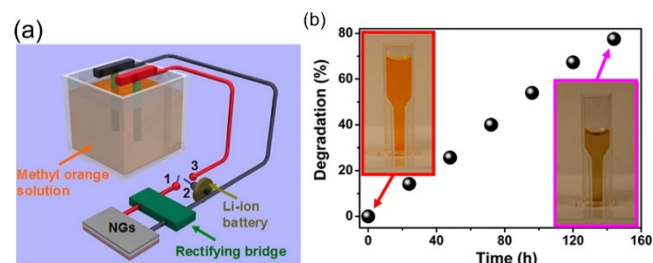 (a)
Methyl orange
solution
1
3
2
Li-ion
battery
NGs
Rectifying bridge
(b)
Degradation (%)
80
60
40
20
0
0
40
80
120
160
Time (h)